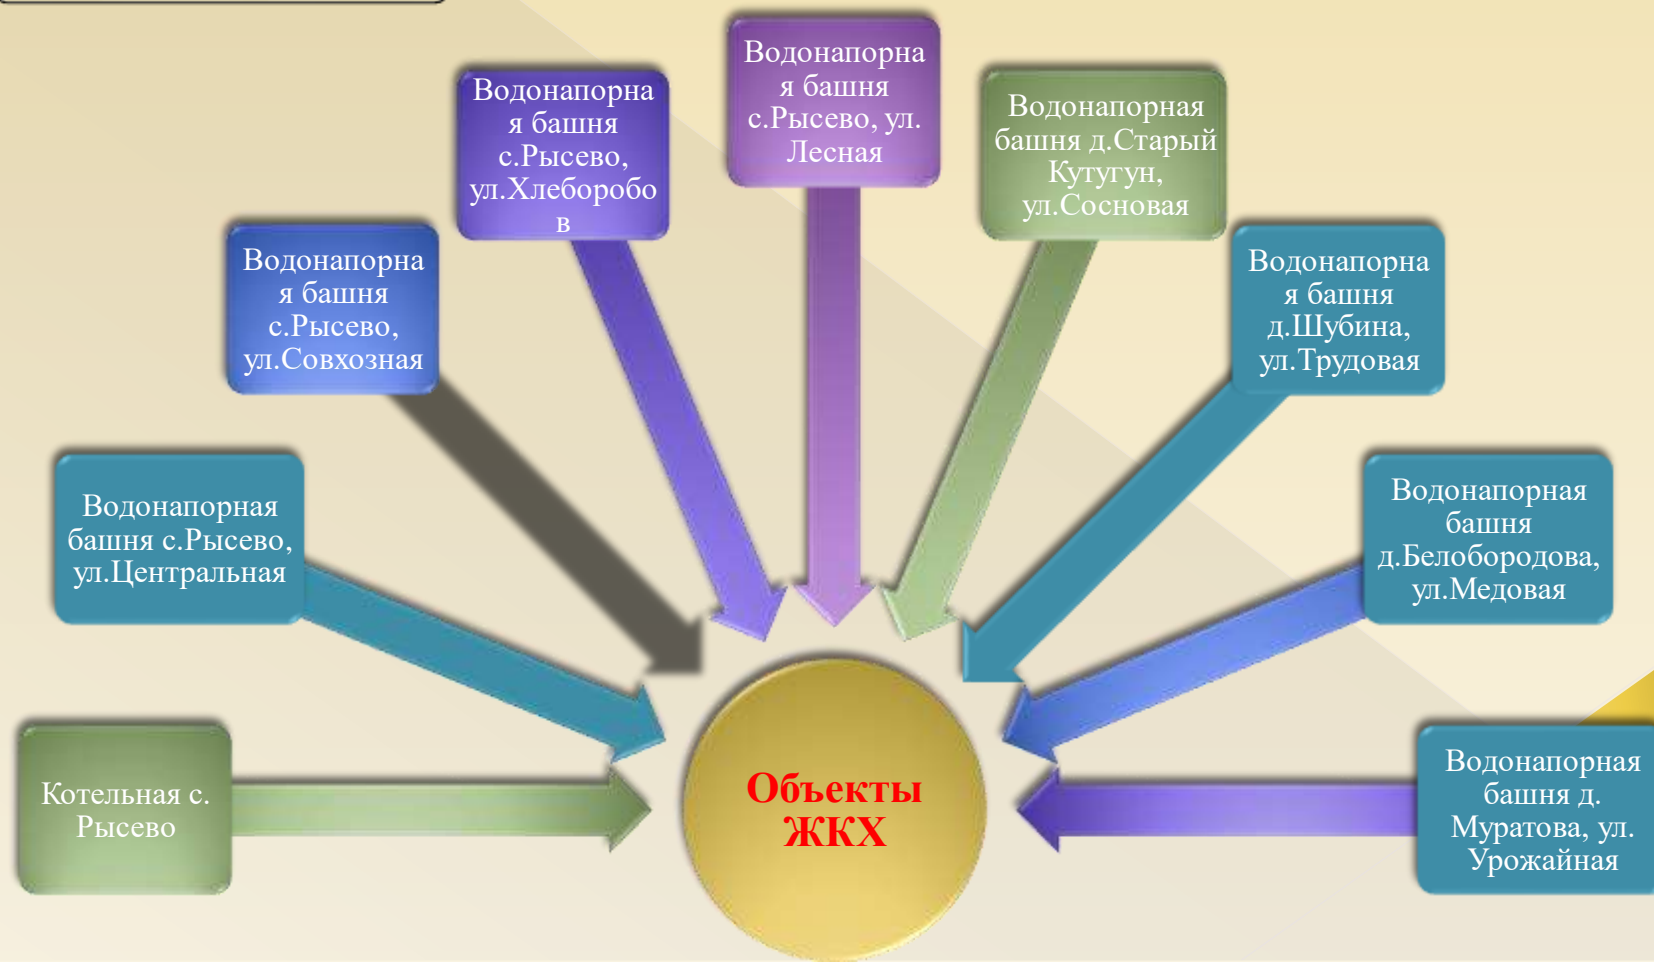 Водонапорна
я башня
с.Рысево, ул.
Лесная
Водонапорна
я башня
с.Рысево,
ул.Хлеборобо
в
Водонапорная
башня д.Старый
Кутугун,
ул.Сосновая
Водонапорна
я башня
с.Рысево,
ул.Совхозная
Водонапорна
я башня
д.Шубина,
ул.Трудовая
Водонапорная
башня с.Рысево,
ул.Центральная
Водонапорная
башня
д.Белобородова,
ул.Медовая
Котельная с.
Рысево
Объекты
ЖКХ
Водонапорная
башня д.
Муратова, ул.
Урожайная